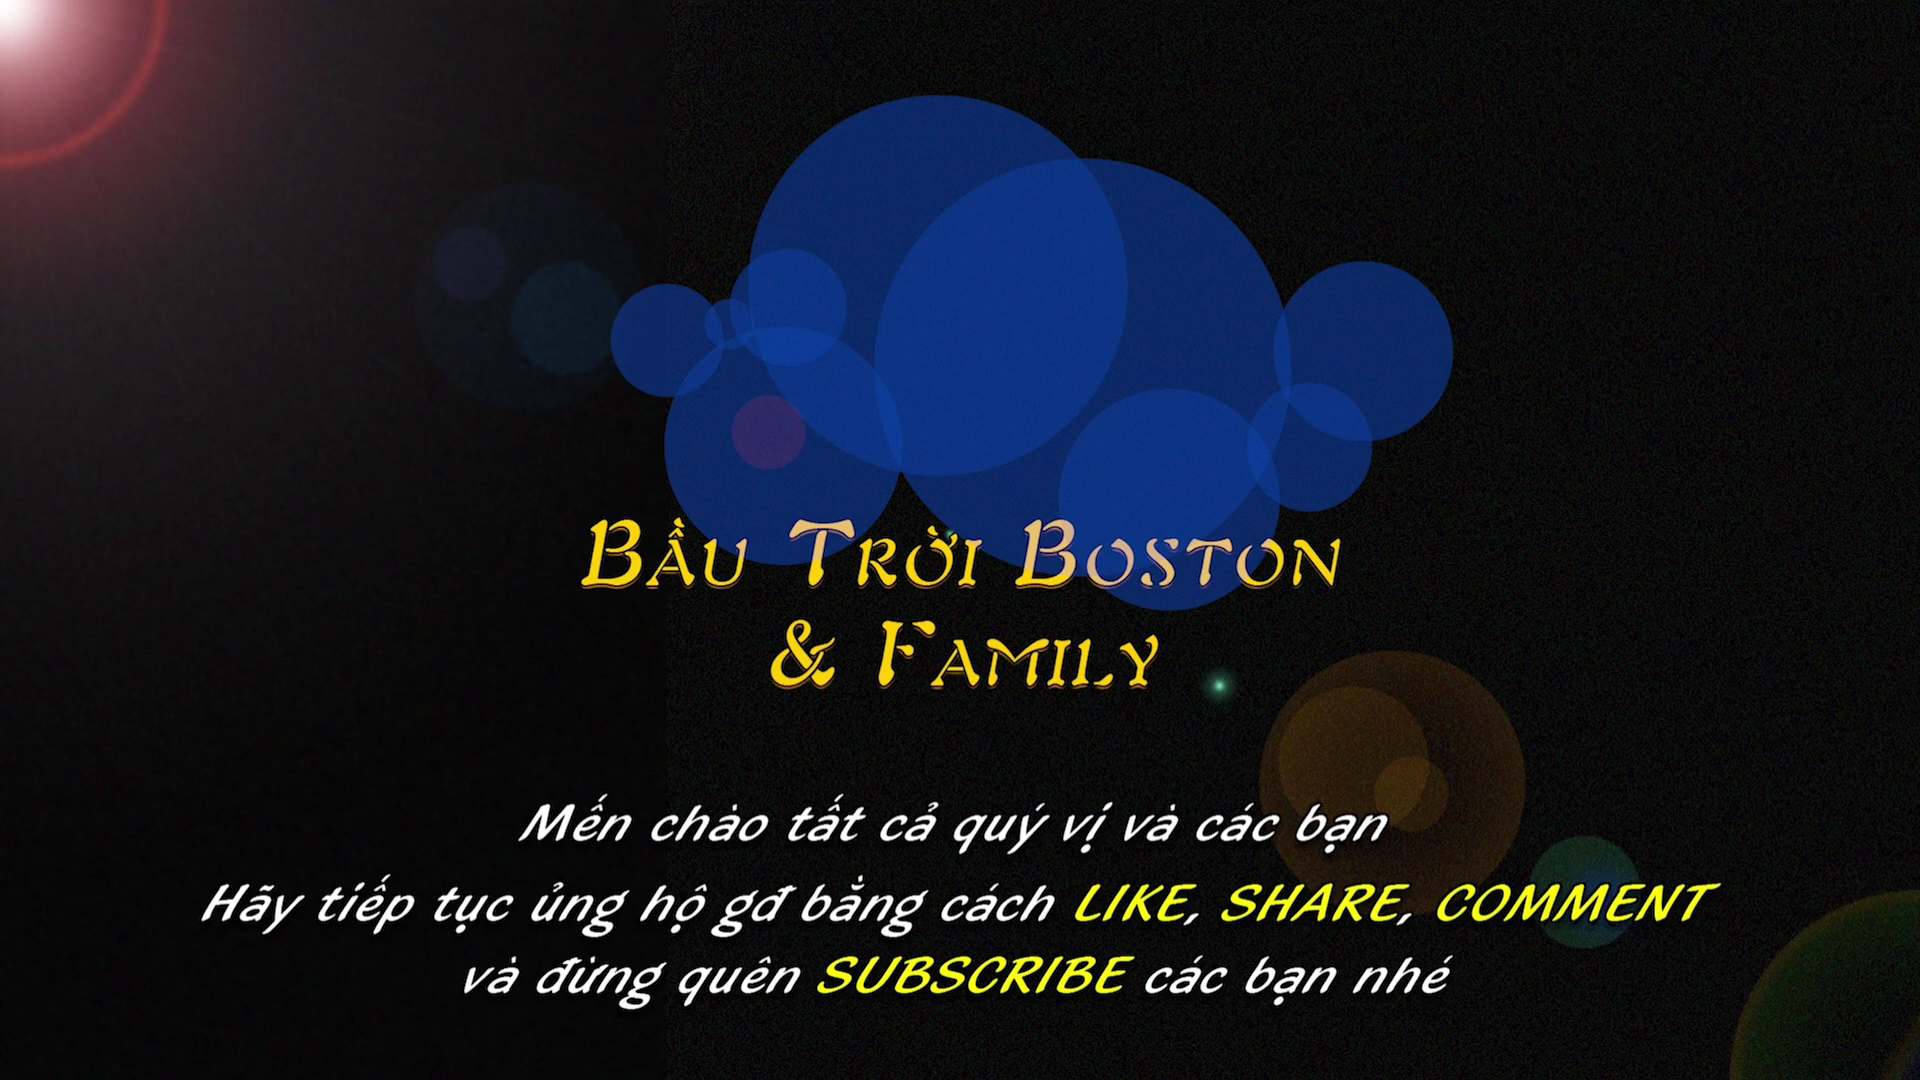 BẦU TRỜI BOSTON
& FAMILY
Mến chào tất cả quý vị và các bạn
Hãy tiếp tục ủng hộ gđ bằng cách LIKE, SHARE, COMMENT
và đừng quên SUBSCRIBE các bạn nhé